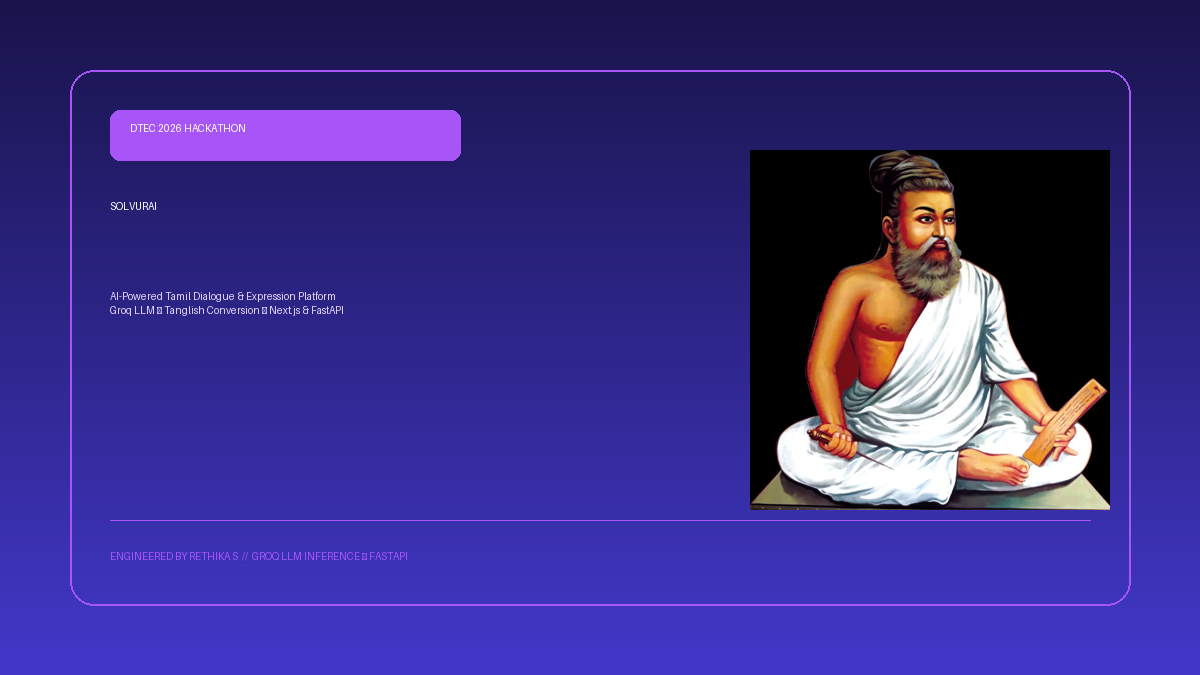 DTEC 2026 HACKATHON
SOLVURAI
AI-Powered Tamil Dialogue & Expression Platform
Groq LLM ▯ Tanglish Conversion ▯ Next.js & FastAPI
ENGINEERED BY RETHIKA S // GROQ LLM INFERENCE ▯ FASTAPI